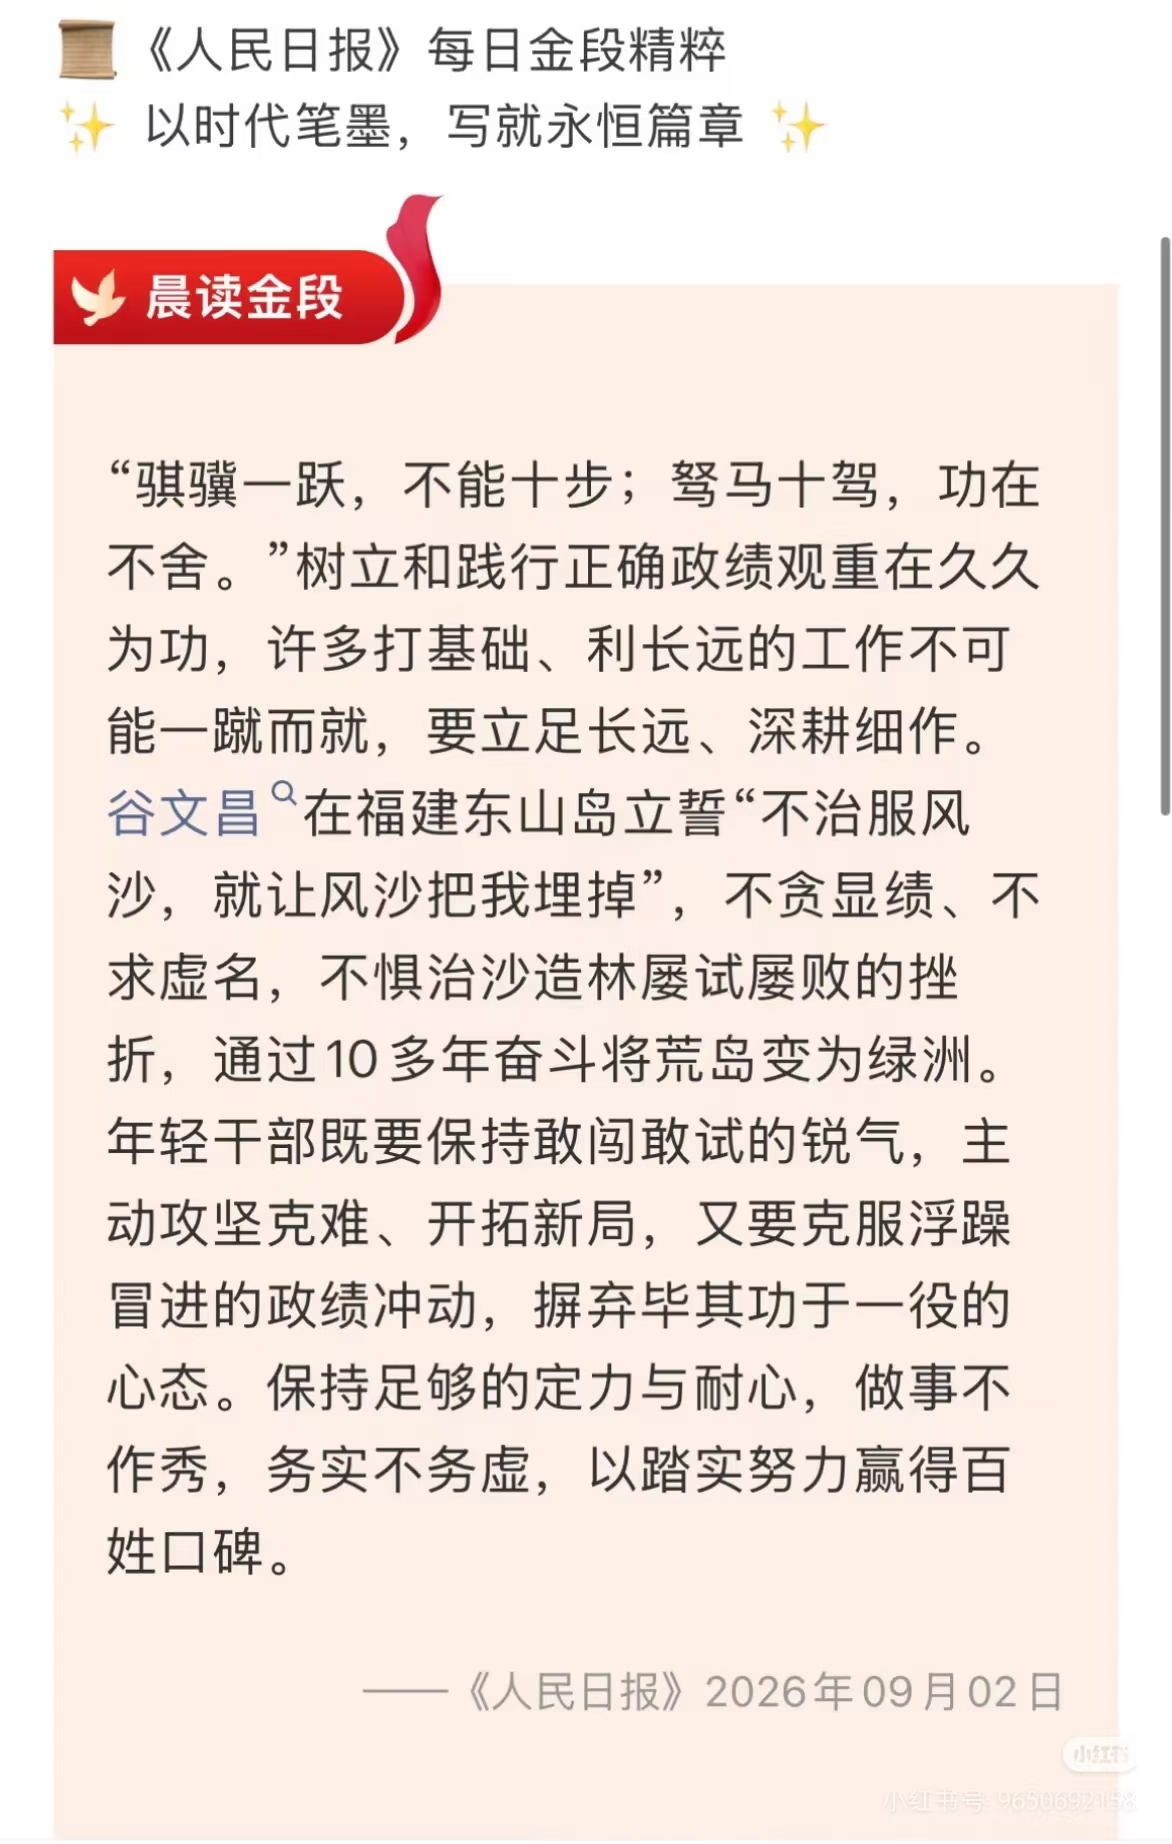 《人民日报》每日金段精粹
以时代笔墨，写就永恒篇章
晨读金段
“骐骥一跃，不能十步；驽马十驾，功在
不舍。”树立和践行正确政绩观重在久久
为功，许多打基础、利长远的工作不可
能一蹴而就，要立足长远、深耕细作。
谷文昌在福建东山岛立誓“不治服风
沙，就让风沙把我埋掉”，不贪显绩、不
求虚名，不惧治沙造林屡试屡败的挫
折，通过10多年奋斗将荒岛变为绿洲。
年轻干部既要保持敢闯敢试的锐气，主
动攻坚克难、开拓新局，又要克服浮躁
冒进的政绩冲动，摒弃毕其功于一役的
心态。保持足够的定力与耐心，做事不
作秀，务实不务虚，以踏实努力赢得百
姓口碑。
——《人民日报》2026年09月02日
小红书
小红书号: 9650692158